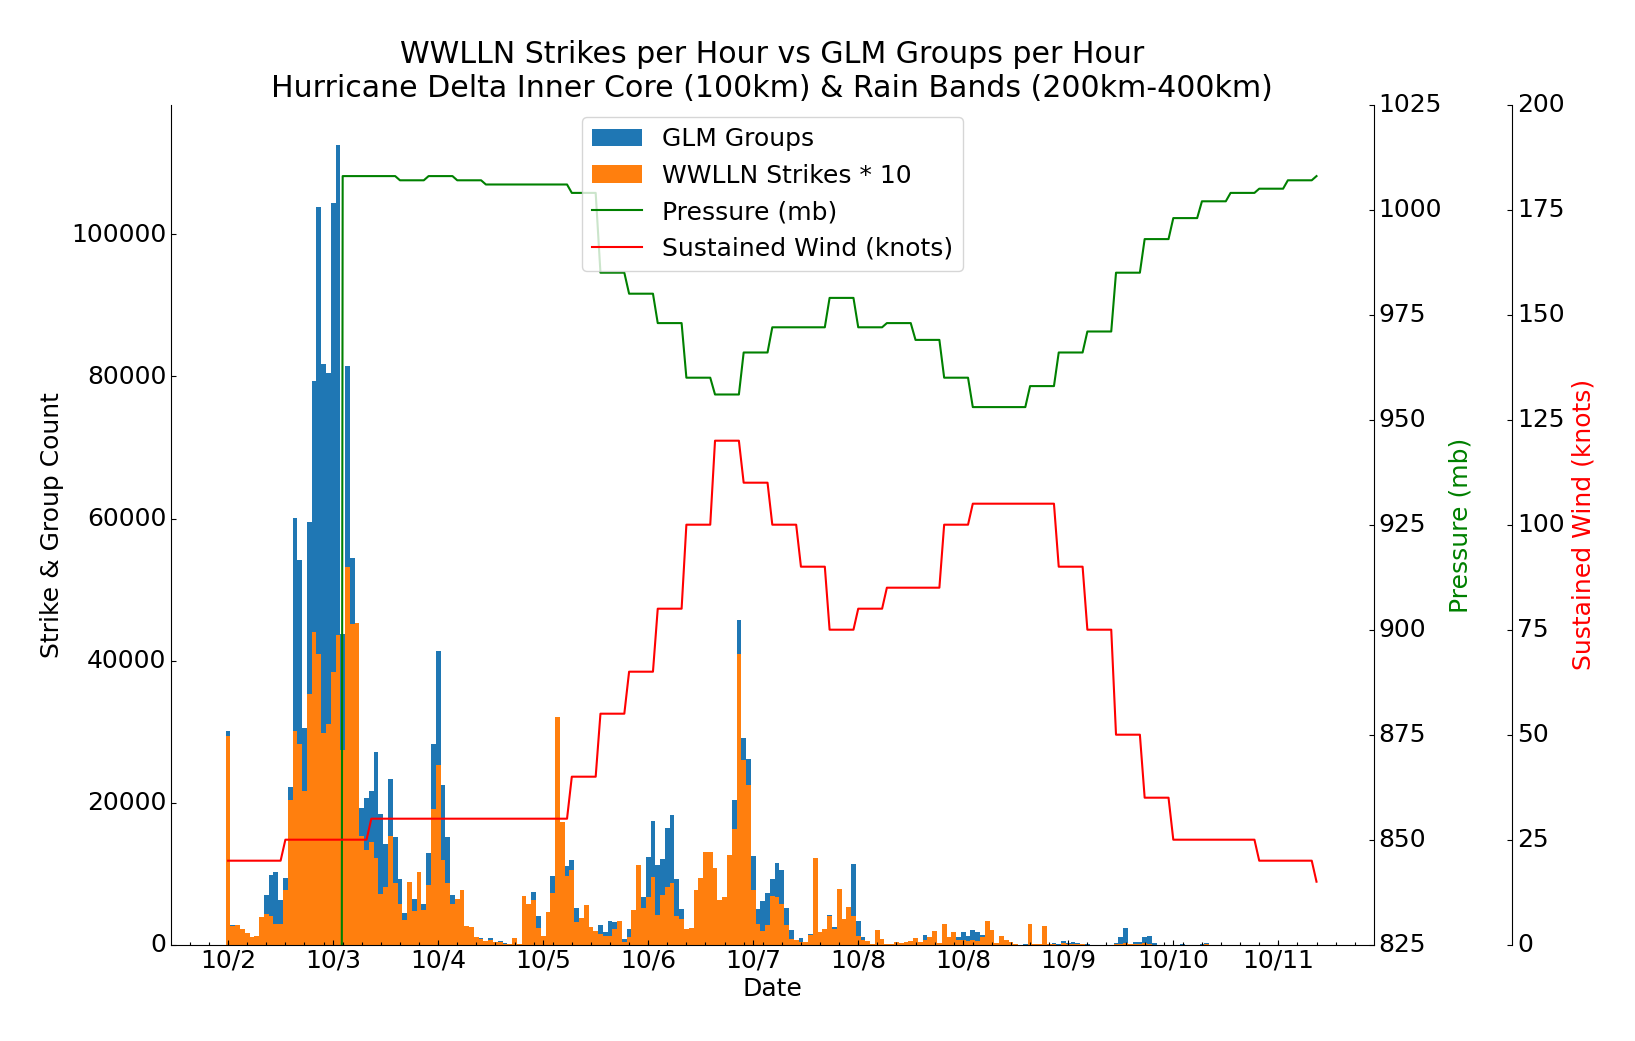 WWLLN Strikes per Hour vs GLM Groups per Hour
Hurricane Delta Inner Core (100km) & Rain Bands (200km-400km)
GLM Groups
WWLLN Strikes * 10
Pressure (mb)
Sustained Wind (knots)
Strike & Group Count
100000
80000
60000
40000
20000
0
1025
1000
975
950
925
900
875
850
825
Pressure (mb)
200
175
150
125
100
75
50
25
0
Sustained Wind (knots)
10/2 10/3 10/4 10/5 10/6 10/7 10/8 10/8 10/9 10/10 10/11
Date